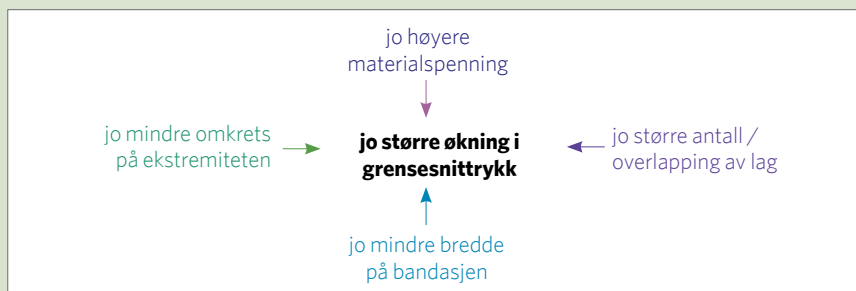 jo høyere
materialspenning
jo mindre omkrets
på ekstremiteten
jo større økning i
grensesnittrykk
jo større antall /
overlapping av lag
jo mindre bredde
på bandasjen